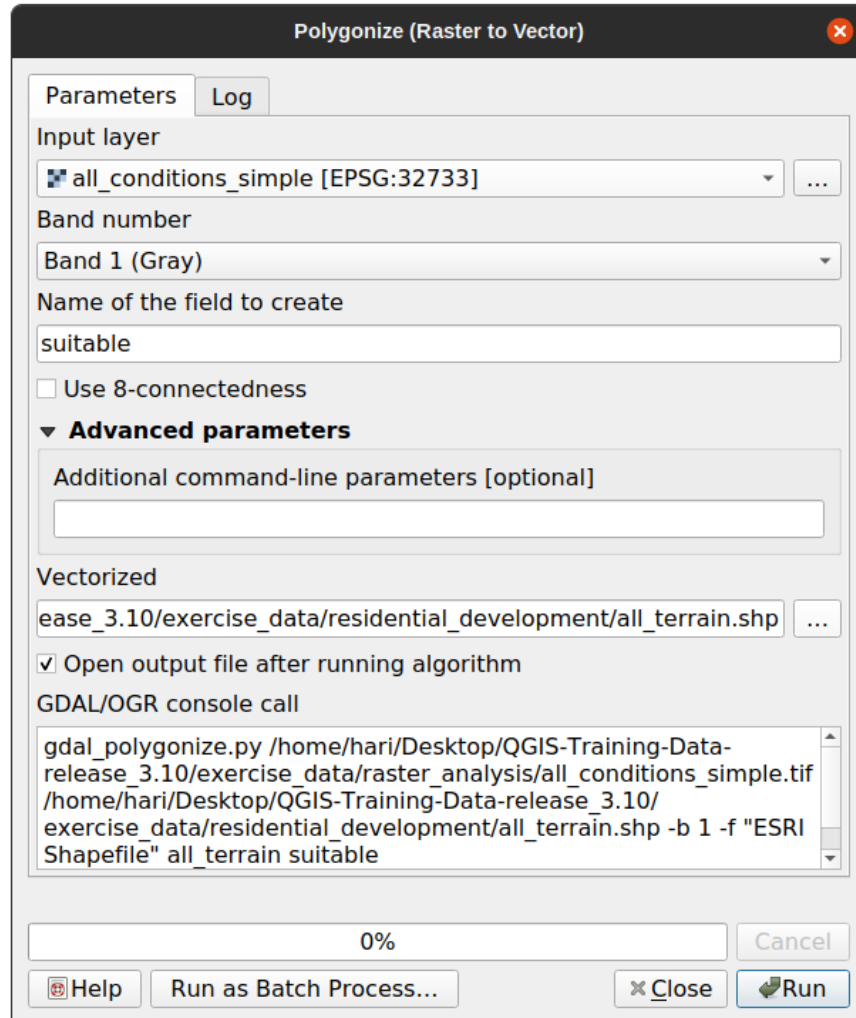 Polygonize (Raster to Vector)
Parameters
Log
Input layer
all_conditions_simple [EPSG:32733]
...
Band number
Band 1 (Gray)
Name of the field to create
suitable
Use 8-connectedness
Advanced parameters
Additional command-line parameters [optional]
Vectorized
ease_3.10/exercise_data/residential_development/all_terrain.shp
...
Open output file after running algorithm
GDAL/OGR console call
gdal_polygonize.py /home/hari/Desktop/QGIS-Training-Data-
release_3.10/exercise_data/raster_analysis/all_conditions_simple.tif
/home/hari/Desktop/QGIS-Training-Data-release_3.10/
exercise_data/residential_development/all_terrain.shp -b 1 -f "ESRI
Shapefile" all_terrain suitable
0%
Cancel
Help
Run as Batch Process...
Close
Run